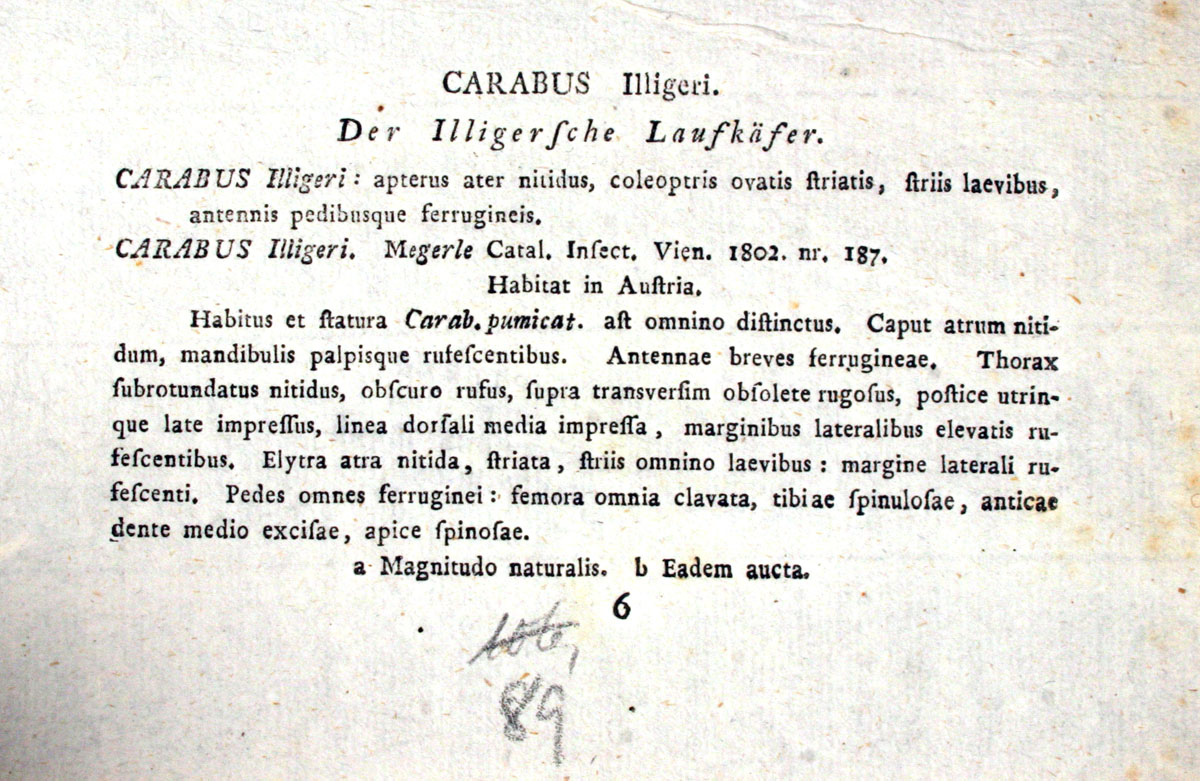 CARABUS Illigeri.
Der Illigerſche Laufkäfer.
CARABUS Illigeri: apterus ater nitidus, coleoptris ovatis ſtriatis, ſtriis laevibus,
antennis pedibusque ferrugineis.
CARABUS Illigeri. Megerle Catal. Inſect. Vien. 1802. nr. 187.
Habitat in Auſtria.
Habitus et ſtatura Carab. pumicat. aſt omnino diſtinctus. Caput atrum niti-
dum, mandibulis palpisque rufeſcentibus. Antennae breves ferrugineae. Thorax
ſubrotundatus nitidus, obſcuro rufus, ſupra transverſim obſolete rugoſus, poſtice utrin-
que late impreſſus, linea dorſali media impreſſa, marginibus lateralibus elevatis ru-
feſcentibus. Elytra atra nitida, ſtriata, ſtriis omnino laevibus: margine laterali ru-
feſcenti. Pedes omnes ferruginei: femora omnia clavata, tibiae ſpinuloſae, anticae
dente medio exciſae, apice ſpinoſae.
a Magnitudo naturalis. b Eadem aucta.
6
89